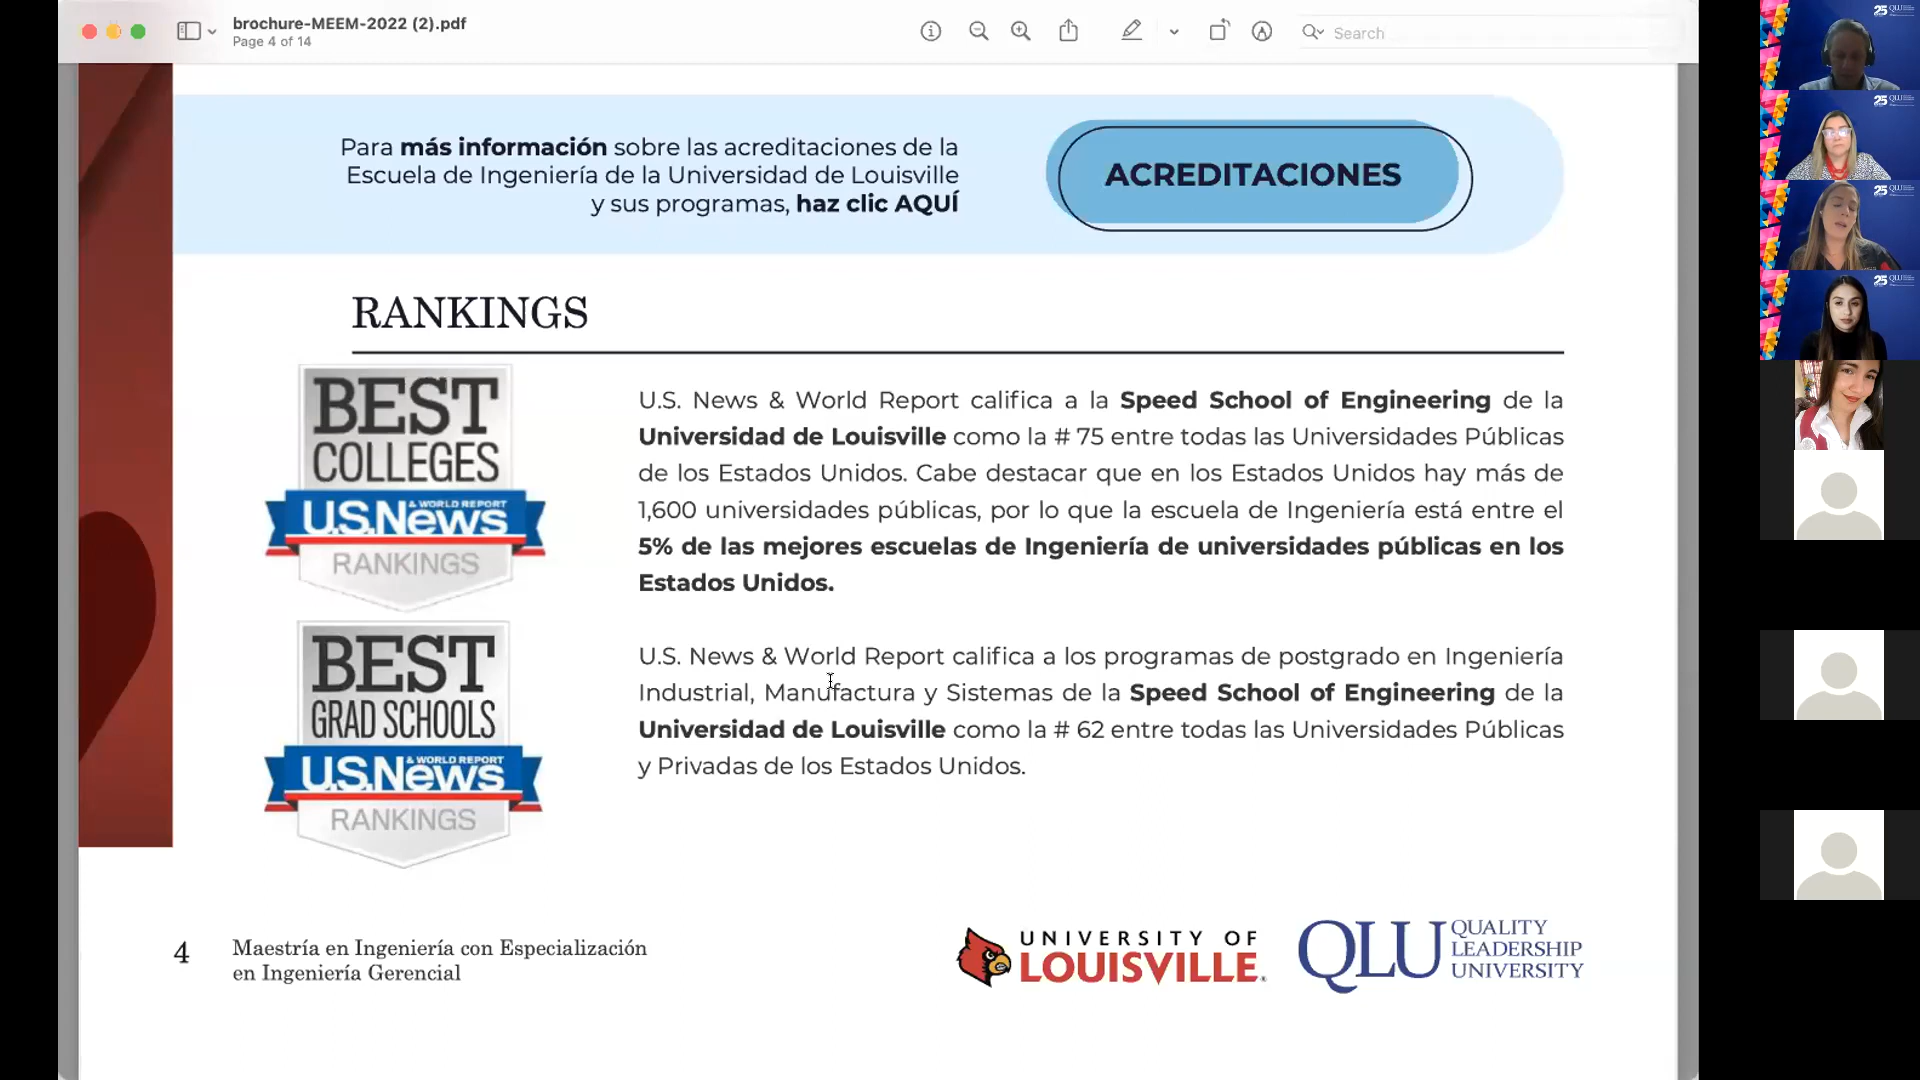 brochure-MEEM-2022 (2).pdf
Page 4 of 14
Search
Para más información sobre las acreditaciones de la
Escuela de Ingeniería de la Universidad de Louisville
y sus programas, haz clic AQUÍ
ACREDITACIONES
RANKINGS
BEST
COLLEGES
U.S.News
& WORLD REPORT
RANKINGS
U.S. News & World Report califica a la Speed School of Engineering de la
Universidad de Louisville como la # 75 entre todas las Universidades Públicas
de los Estados Unidos. Cabe destacar que en los Estados Unidos hay más de
1,600 universidades públicas, por lo que la escuela de Ingeniería está entre el
5% de las mejores escuelas de Ingeniería de universidades públicas en los
Estados Unidos.
BEST
GRAD SCHOOLS
U.S.News
& WORLD REPORT
RANKINGS
U.S. News & World Report califica a los programas de postgrado en Ingeniería
Industrial, Manufactura y Sistemas de la Speed School of Engineering de la
Universidad de Louisville como la # 62 entre todas las Universidades Públicas
y Privadas de los Estados Unidos.
4
Maestría en Ingeniería con Especialización
en Ingeniería Gerencial
UNIVERSITY OF
LOUISVILLE.
QLU
QUALITY
LEADERSHIP
UNIVERSITY
25 QLU
25 QLU
25 QLU
25 QLU